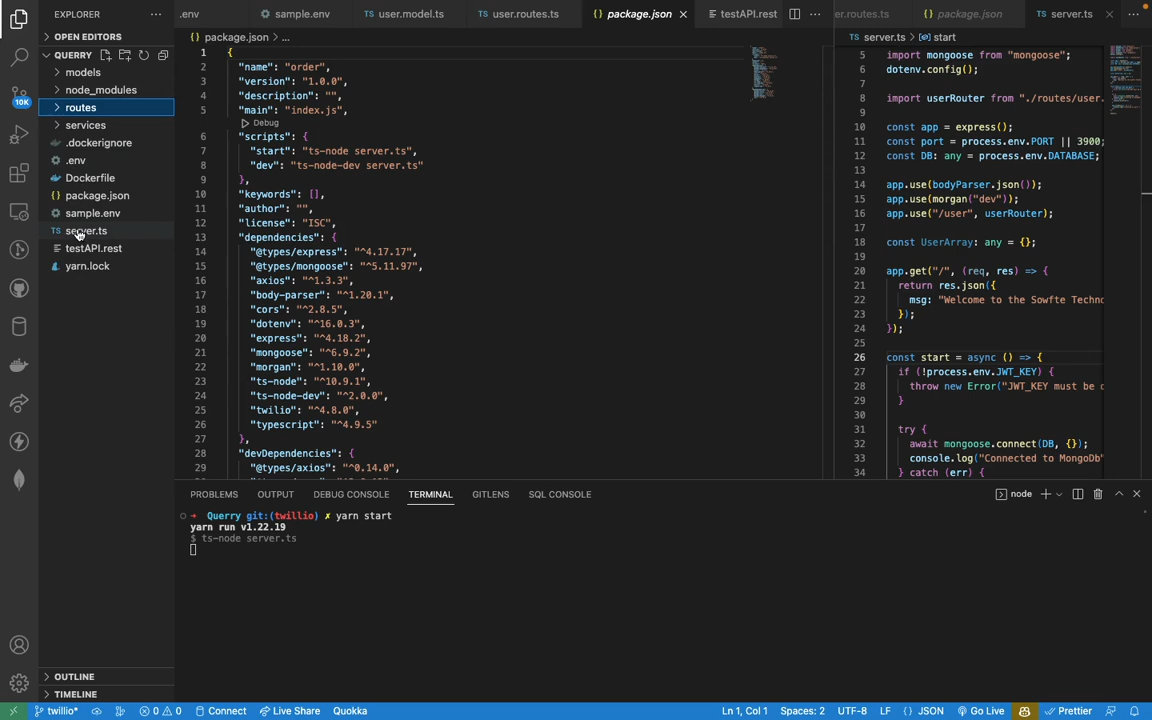 EXPLORER
OPEN EDITORS
QUERRY
models
node_modules
routes
services
.dockerignore
.env
Dockerfile
package.json
sample.env
TS server.ts
testAPI.rest
yarn.lock
OUTLINE
TIMELINE
10K
.env
sample.env
TS user.model.ts
TS user.routes.ts
{} package.json
testAPI.rest
{} package.json > ...
1 {
2 "name": "order",
3 "version": "1.0.0",
4 "description": "",
5 "main": "index.js",
Debug
6 "scripts": {
7 "start": "ts-node server.ts",
8 "dev": "ts-node-dev server.ts"
9 },
10 "keywords": [],
11 "author": "",
12 "license": "ISC",
13 "dependencies": {
14 "@types/express": "^4.17.17",
15 "@types/mongoose": "^5.11.97",
16 "axios": "^1.3.3",
17 "body-parser": "^1.20.1",
18 "cors": "^2.8.5",
19 "dotenv": "^16.0.3",
20 "express": "^4.18.2",
21 "mongoose": "^6.9.2",
22 "morgan": "^1.10.0",
23 "ts-node": "^10.9.1",
24 "ts-node-dev": "^2.0.0",
25 "twilio": "^4.8.0",
26 "typescript": "^4.9.5"
27 },
28 "devDependencies": {
29 "@types/axios": "^0.14.0",
er.routes.ts
{} package.json
TS server.ts
TS server.ts > start
5 import mongoose from "mongoose";
6 dotenv.config();
7
8 import userRouter from "./routes/user.
9
10 const app = express();
11 const port = process.env.PORT || 3900;
12 const DB: any = process.env.DATABASE;
13
14 app.use(bodyParser.json());
15 app.use(morgan("dev"));
16 app.use("/user", userRouter);
17
18 const UserArray: any = {};
19
20 app.get("/", (req, res) => {
21 return res.json({
22 msg: "Welcome to the Sowfte Techno
23 });
24 });
25
26 const start = async () => {
27 if (!process.env.JWT_KEY) {
28 throw new Error("JWT_KEY must be
29 }
30
31 try {
32 await mongoose.connect(DB, {});
33 console.log("Connected to MongoDb"
34 } catch (err) {
PROBLEMS OUTPUT DEBUG CONSOLE TERMINAL GITLENS SQL CONSOLE
node
→ Querry git:(twillio) ✗ yarn start
yarn run v1.22.19
$ ts-node server.ts
twillio* 0 0 Connect Live Share Quokka Ln 1, Col 1 Spaces: 2 UTF-8 LF {} JSON Go Live Prettier